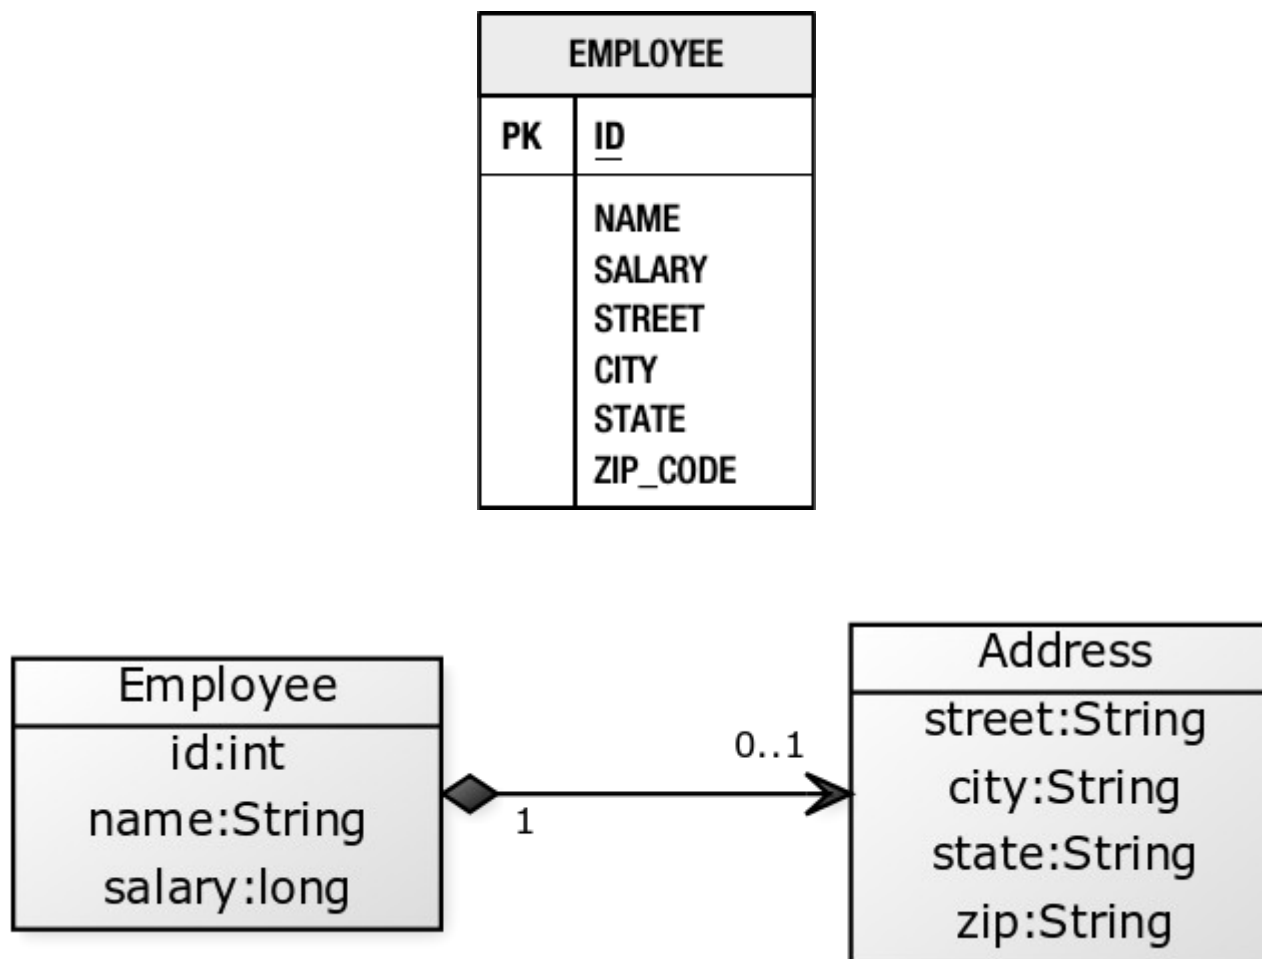 EMPLOYEE
PK ID
NAME
SALARY
STREET
CITY
STATE
ZIP_CODE
Employee
id:int
name:String
salary:long
1
0..1
Address
street:String
city:String
state:String
zip:String